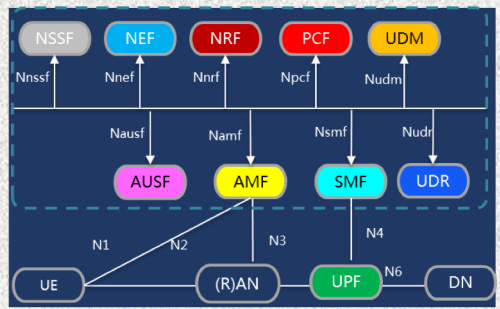 NSSF NEF NRF PCF UDM
Nnssf Nnef Nnrf Npcf Nudm
Nausf Namf Nsmf Nudr
AUSF AMF SMF UDR
N1 N2 N3 N4
N6
UE (R)AN UPF DN